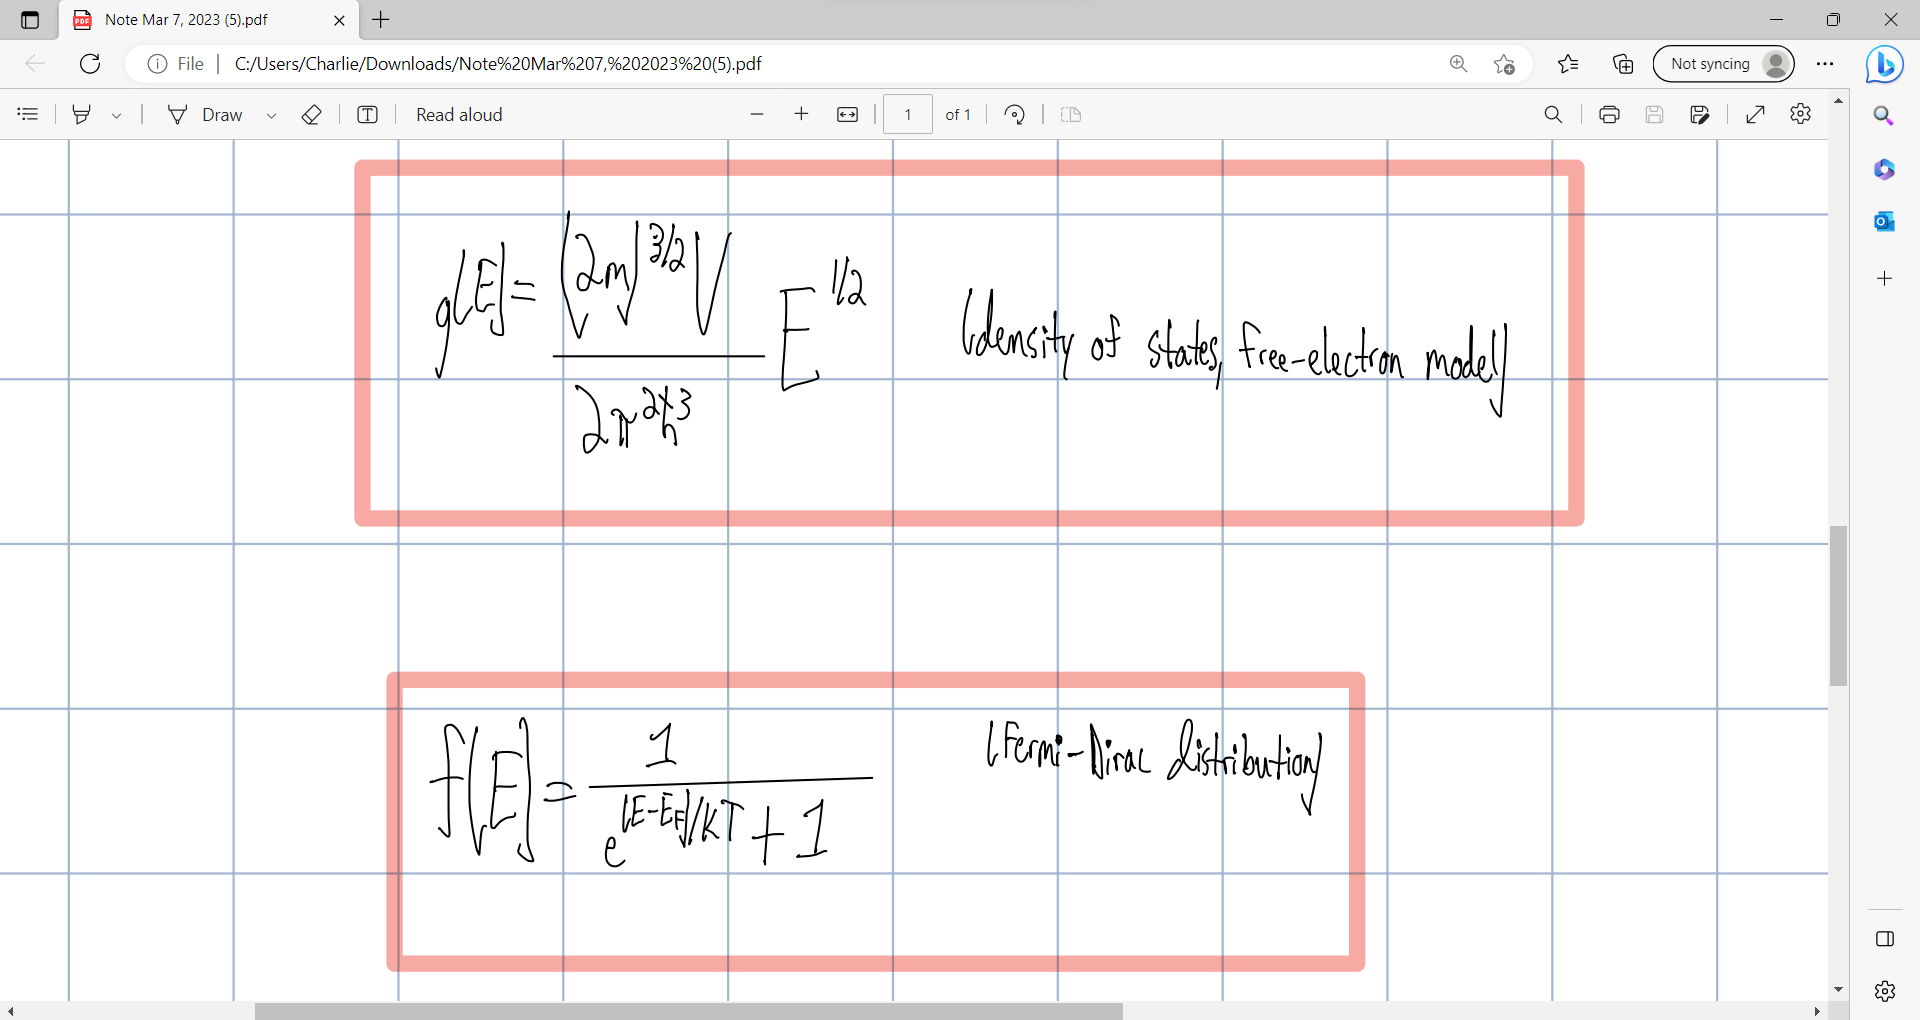 Note Mar 7, 2023 (5).pdf
File | C:/Users/Charlie/Downloads/Note%20Mar%207,%202023%20(5).pdf
Not syncing
Draw
Read aloud
1 of 1
g(E) = (2m)^3/2 V / 2π^2 ħ^3 E^1/2 (density of states, free-electron model)
f(E) = 1 / e^(E-E_F)/kT + 1 (Fermi-Dirac distribution)